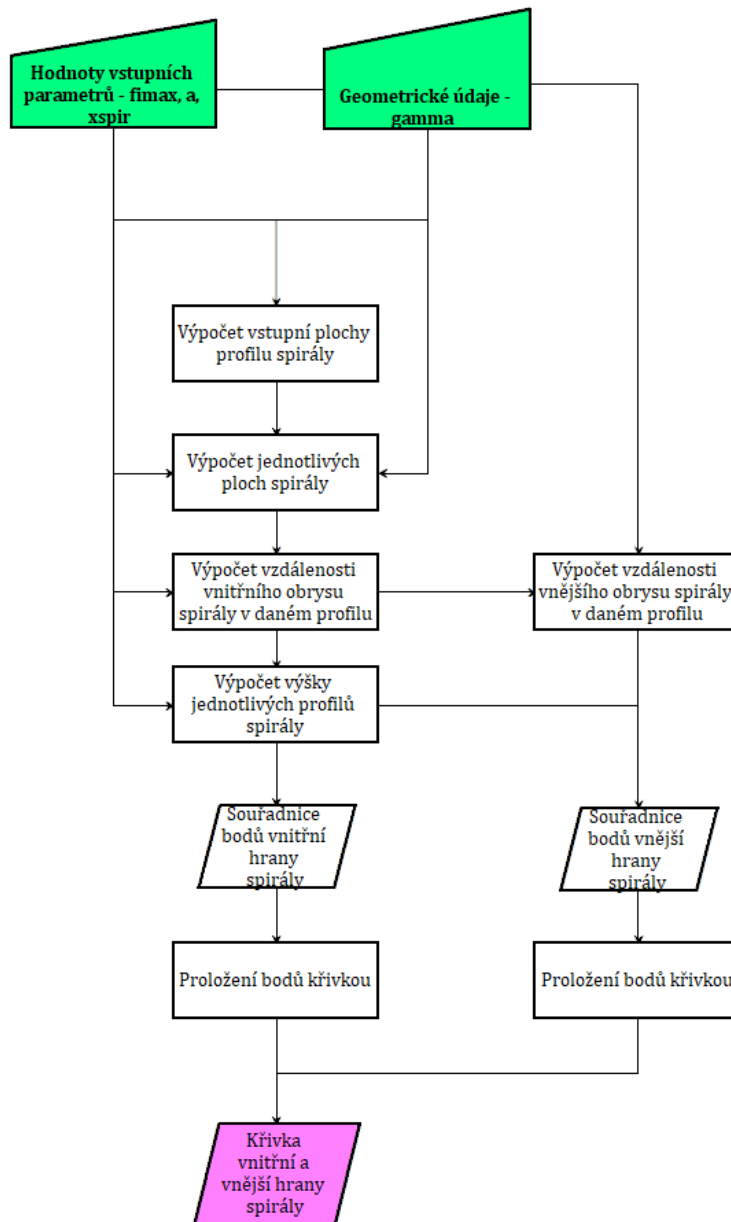 Hodnoty vstupních
parametrů - fimax, a,
xspir
Geometrické údaje -
gamma
Výpočet vstupní plochy
profilu spirály
Výpočet jednotlivých
ploch spirály
Výpočet vzdálenosti
vnitřního obrysu
spirály v daném profilu
Výpočet vzdálenosti
vnějšího obrysu spirály
v daném profilu
Výpočet výšky
jednotlivých profilů
spirály
Souřadnice
bodů vnitřní
hrany
spirály
Souřadnice
bodů vnější
hrany
spirály
Proložení bodů křivkou
Proložení bodů křivkou
Křivka
vnitřní a
vnější hrany
spirály